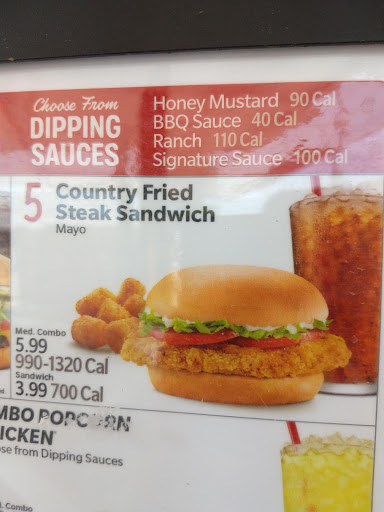 Choose From
DIPPING
SAUCES
Honey Mustard 90 Cal
BBQ Sauce 40 Cal
Ranch 110 Cal
Signature Sauce 100 Cal
5 Country Fried
Steak Sandwich
Mayo
Med. Combo
5.99
990-1320 Cal
Sandwich
3.99 700 Cal
MBO POPCORN
ICKEN
se from Dipping Sauces
. Combo